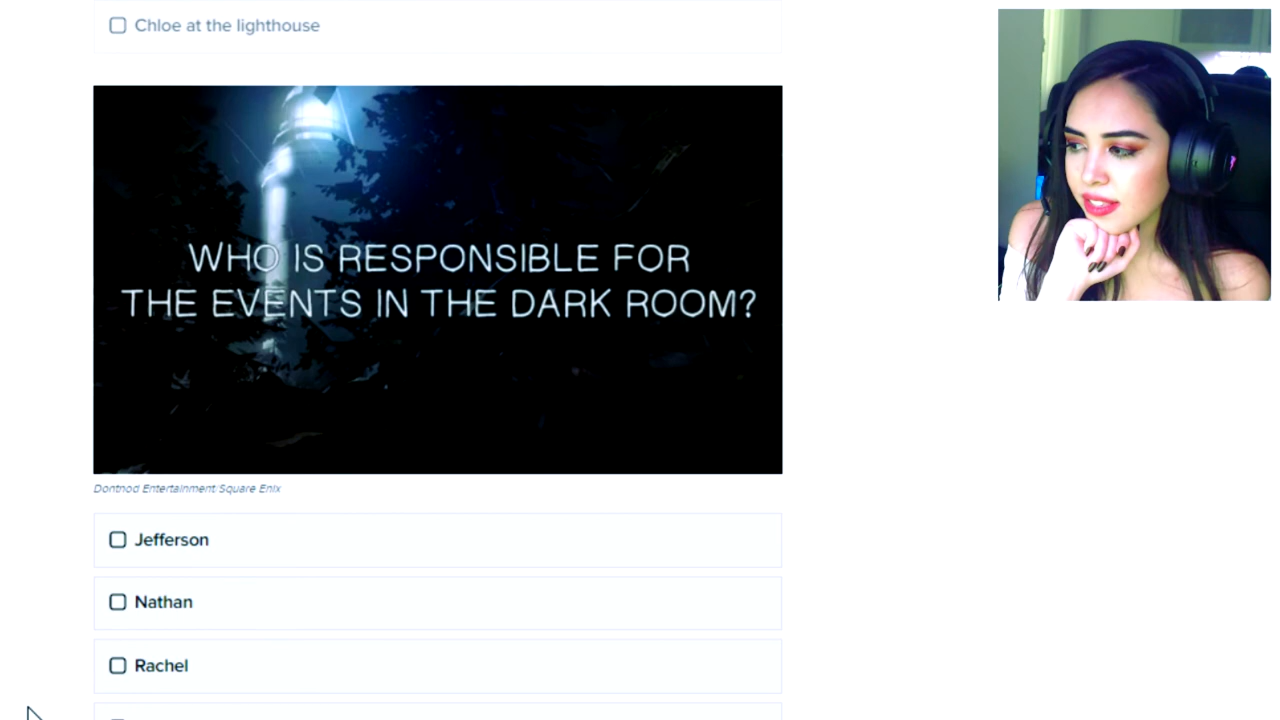 Chloe at the lighthouse
WHO IS RESPONSIBLE FOR
THE EVENTS IN THE DARK ROOM?
Dontnod Entertainment/Square Enix
Jefferson
Nathan
Rachel